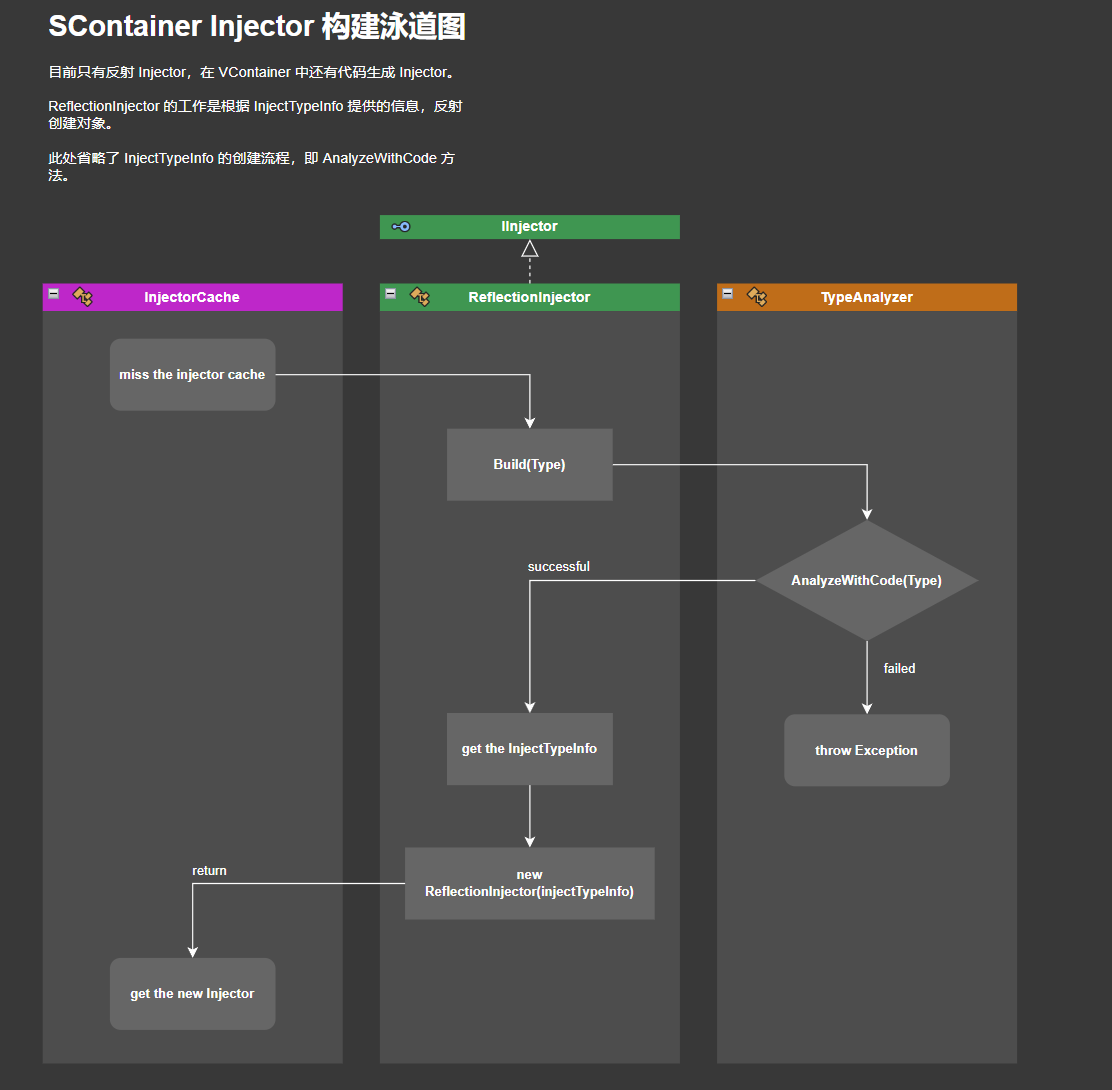 SContainer Injector 构建泳道图
目前只有反射 Injector，在 VContainer 中还有代码生成 Injector。
ReflectionInjector 的工作是根据 InjectTypeInfo 提供的信息，反射
创建对象。
此处省略了 InjectTypeInfo 的创建流程，即 AnalyzeWithCode 方
法。
IInjector
InjectorCache
ReflectionInjector
TypeAnalyzer
miss the injector cache
Build(Type)
successful
AnalyzeWithCode(Type)
failed
get the InjectTypeInfo
throw Exception
return
new
ReflectionInjector(injectTypeInfo)
get the new Injector